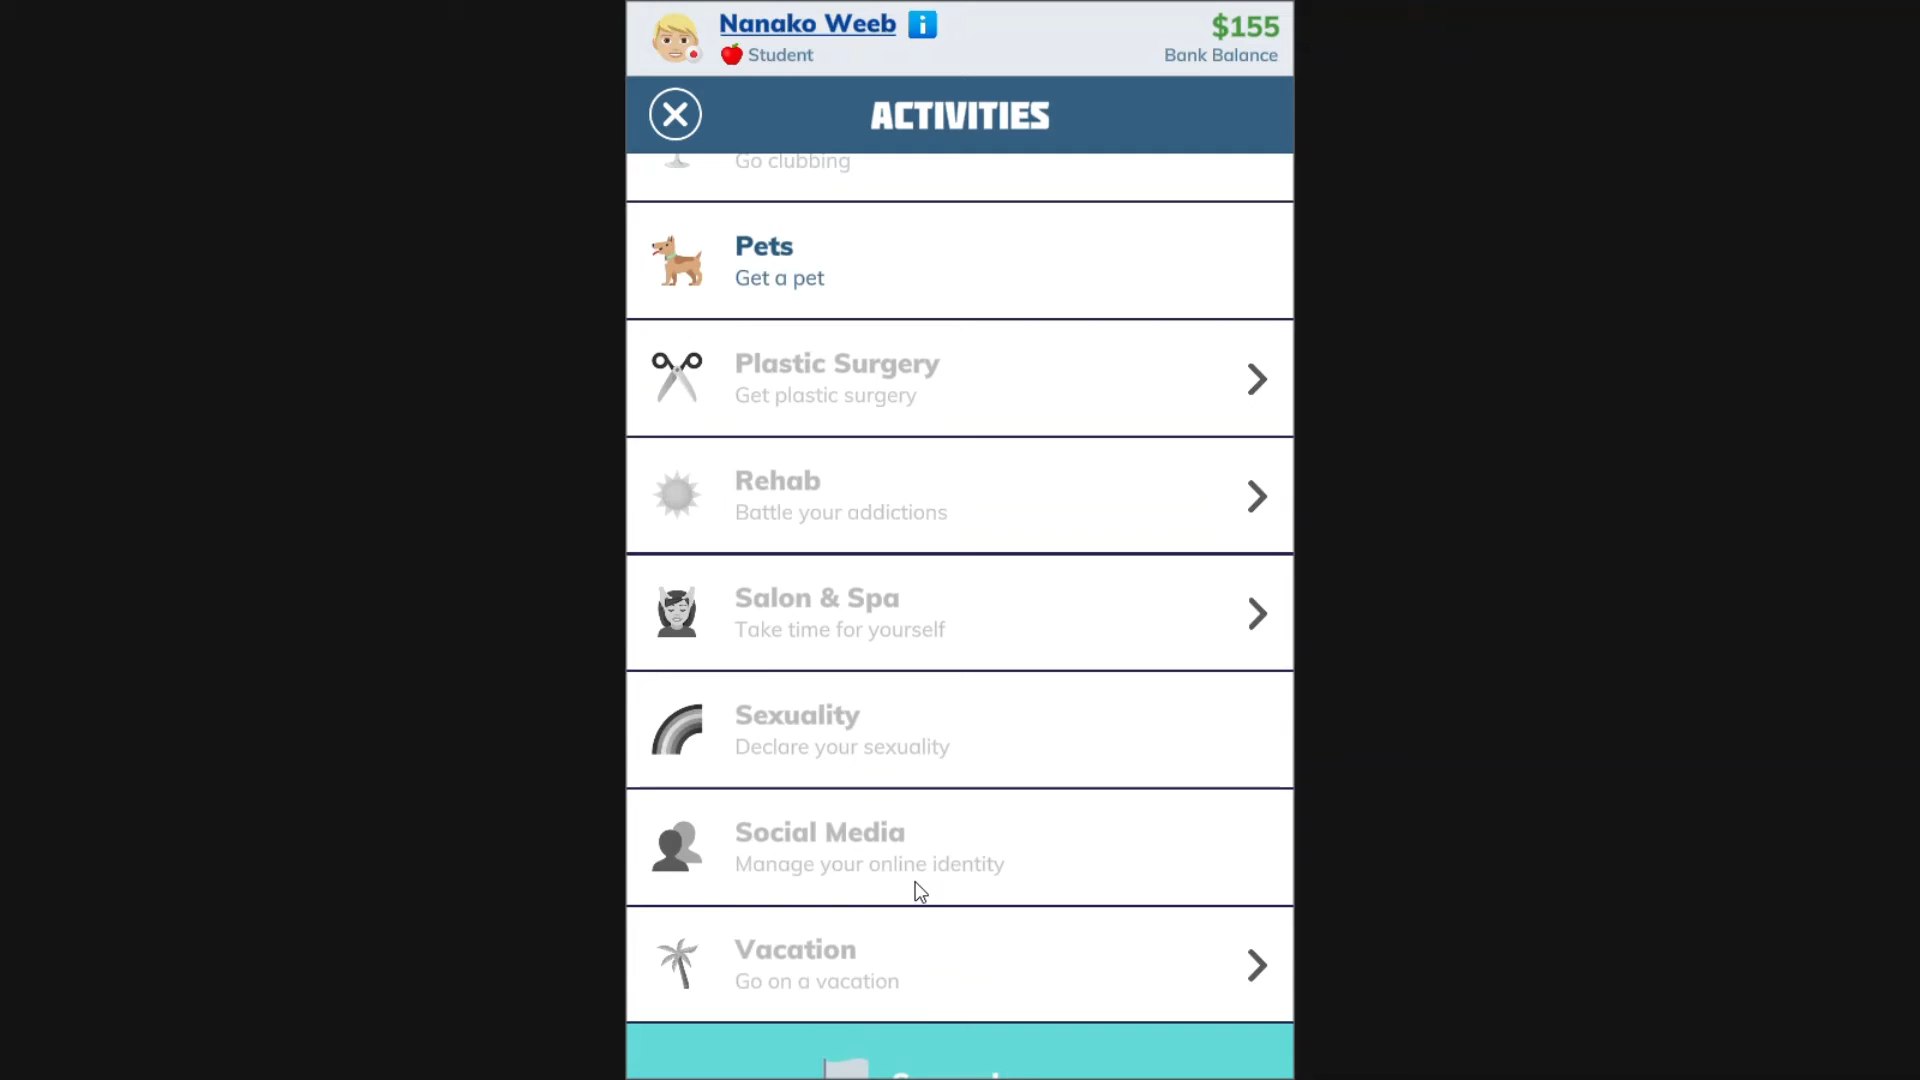 Nanako Weeb
$155
Student
Bank Balance
ACTIVITIES
Go clubbing
Pets
Get a pet
Plastic Surgery
Get plastic surgery
Rehab
Battle your addictions
Salon & Spa
Take time for yourself
Sexuality
Declare your sexuality
Social Media
Manage your online identity
Vacation
Go on a vacation